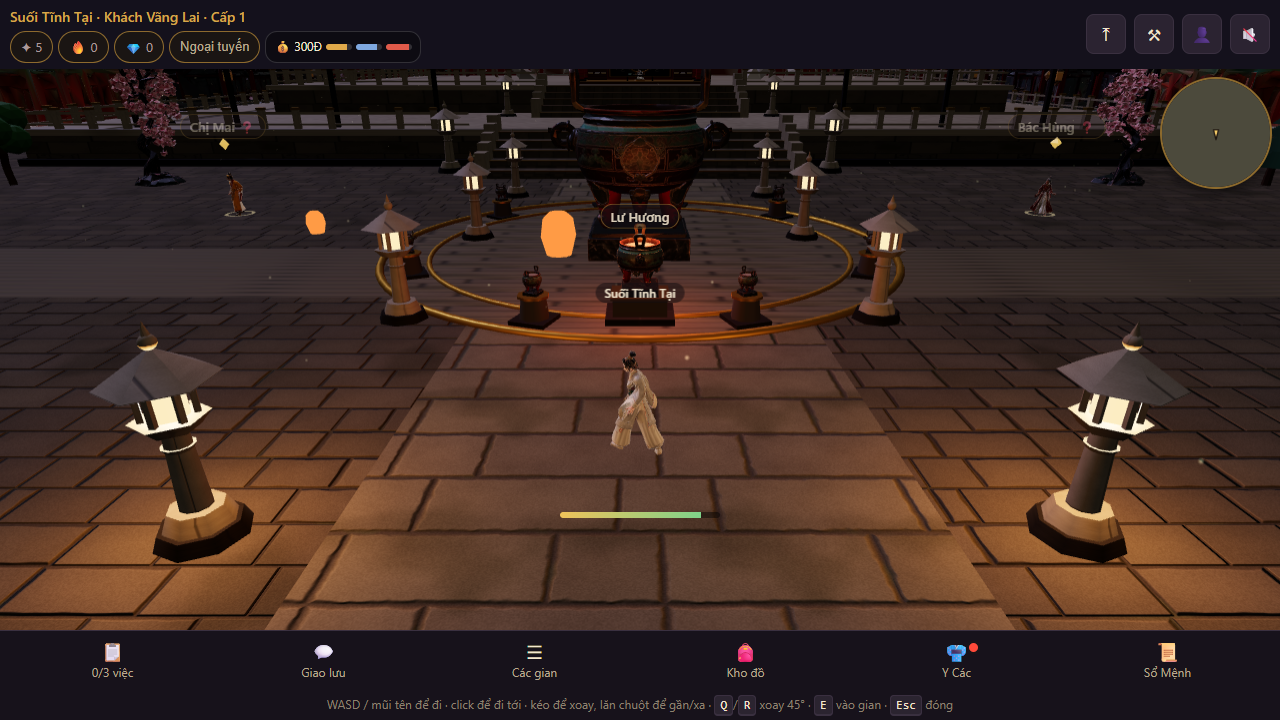 Suối Tĩnh Tại · Khách Vãng Lai · Cấp 1
5
0
0
Ngoại tuyến
300Đ
Chị Mai ❓
Bác Hùng ❓
Lư Hương
Suối Tĩnh Tại
0/3 việc
Giao lưu
Các gian
Kho đồ
Y Các
Sổ Mệnh
WASD / mũi tên để đi · click để đi tới · kéo để xoay, lăn chuột để gần/xa · Q / R xoay 45° · E vào gian · Esc đóng